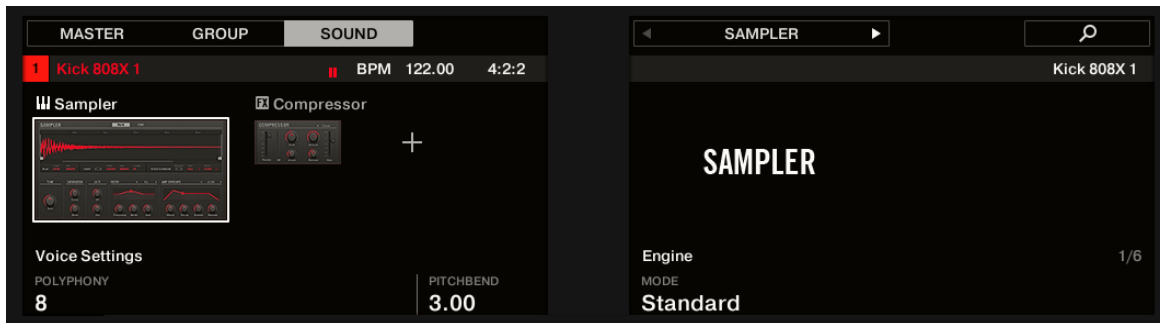 MASTER GROUP SOUND
1 Kick 808X 1 BPM 122.00 4:2:2
Sampler FX Compressor
Voice Settings
POLYPHONY PITCHBEND
8 3.00
SAMPLER
Kick 808X 1
SAMPLER
Engine 1/6
MODE
Standard